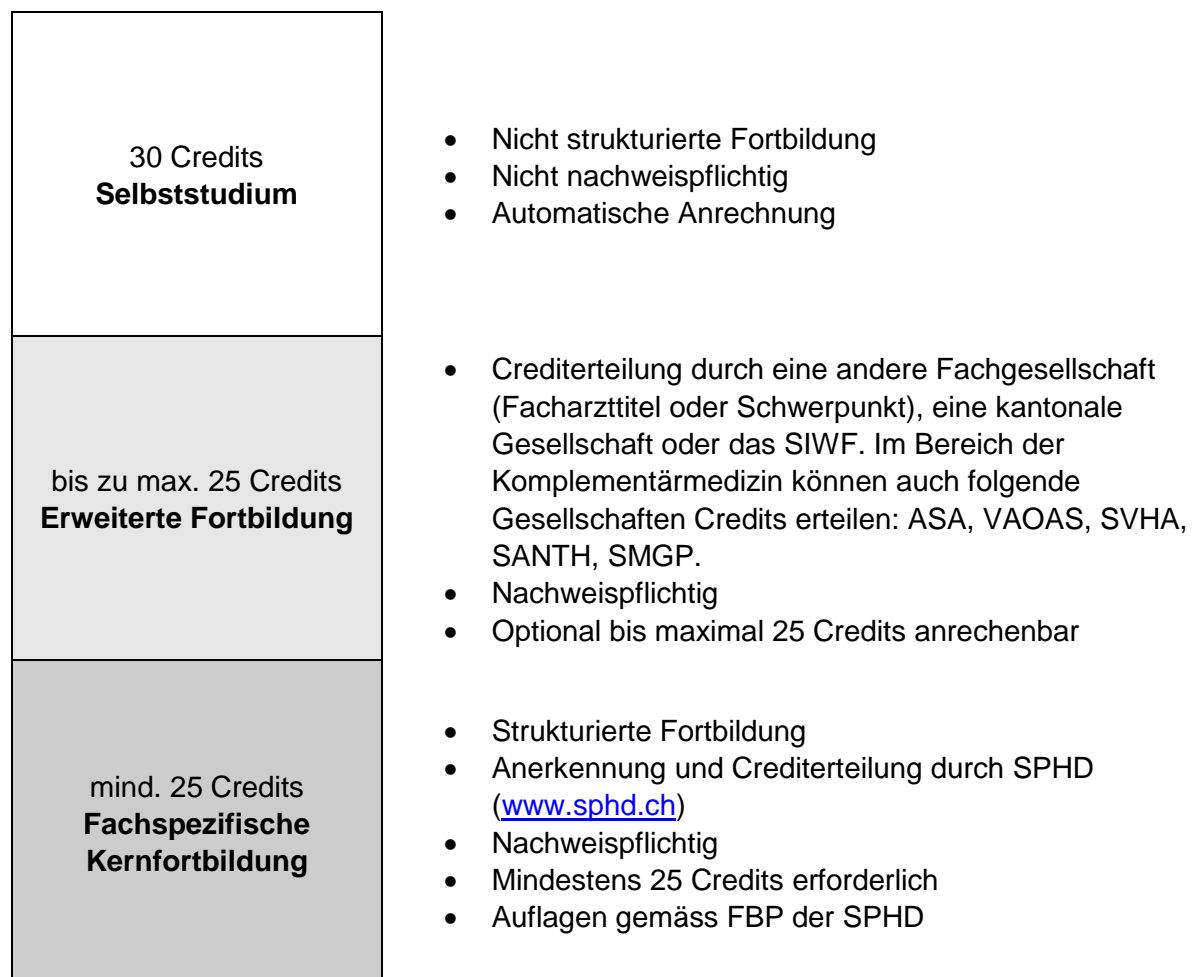 30 Credits
Selbststudium
• Nicht strukturierte Fortbildung
• Nicht nachweispflichtig
• Automatische Anrechnung
bis zu max. 25 Credits
Erweiterte Fortbildung
• Crediterteilung durch eine andere Fachgesellschaft
(Facharzttitel oder Schwerpunkt), eine kantonale
Gesellschaft oder das SIWF. Im Bereich der
Komplementärmedizin können auch folgende
Gesellschaften Credits erteilen: ASA, VAOAS, SVHA,
SANTH, SMGP.
• Nachweispflichtig
• Optional bis maximal 25 Credits anrechenbar
mind. 25 Credits
Fachspezifische
Kernfortbildung
• Strukturierte Fortbildung
• Anerkennung und Crediterteilung durch SPHD
(www.sphd.ch)
• Nachweispflichtig
• Mindestens 25 Credits erforderlich
• Auflagen gemäss FBP der SPHD